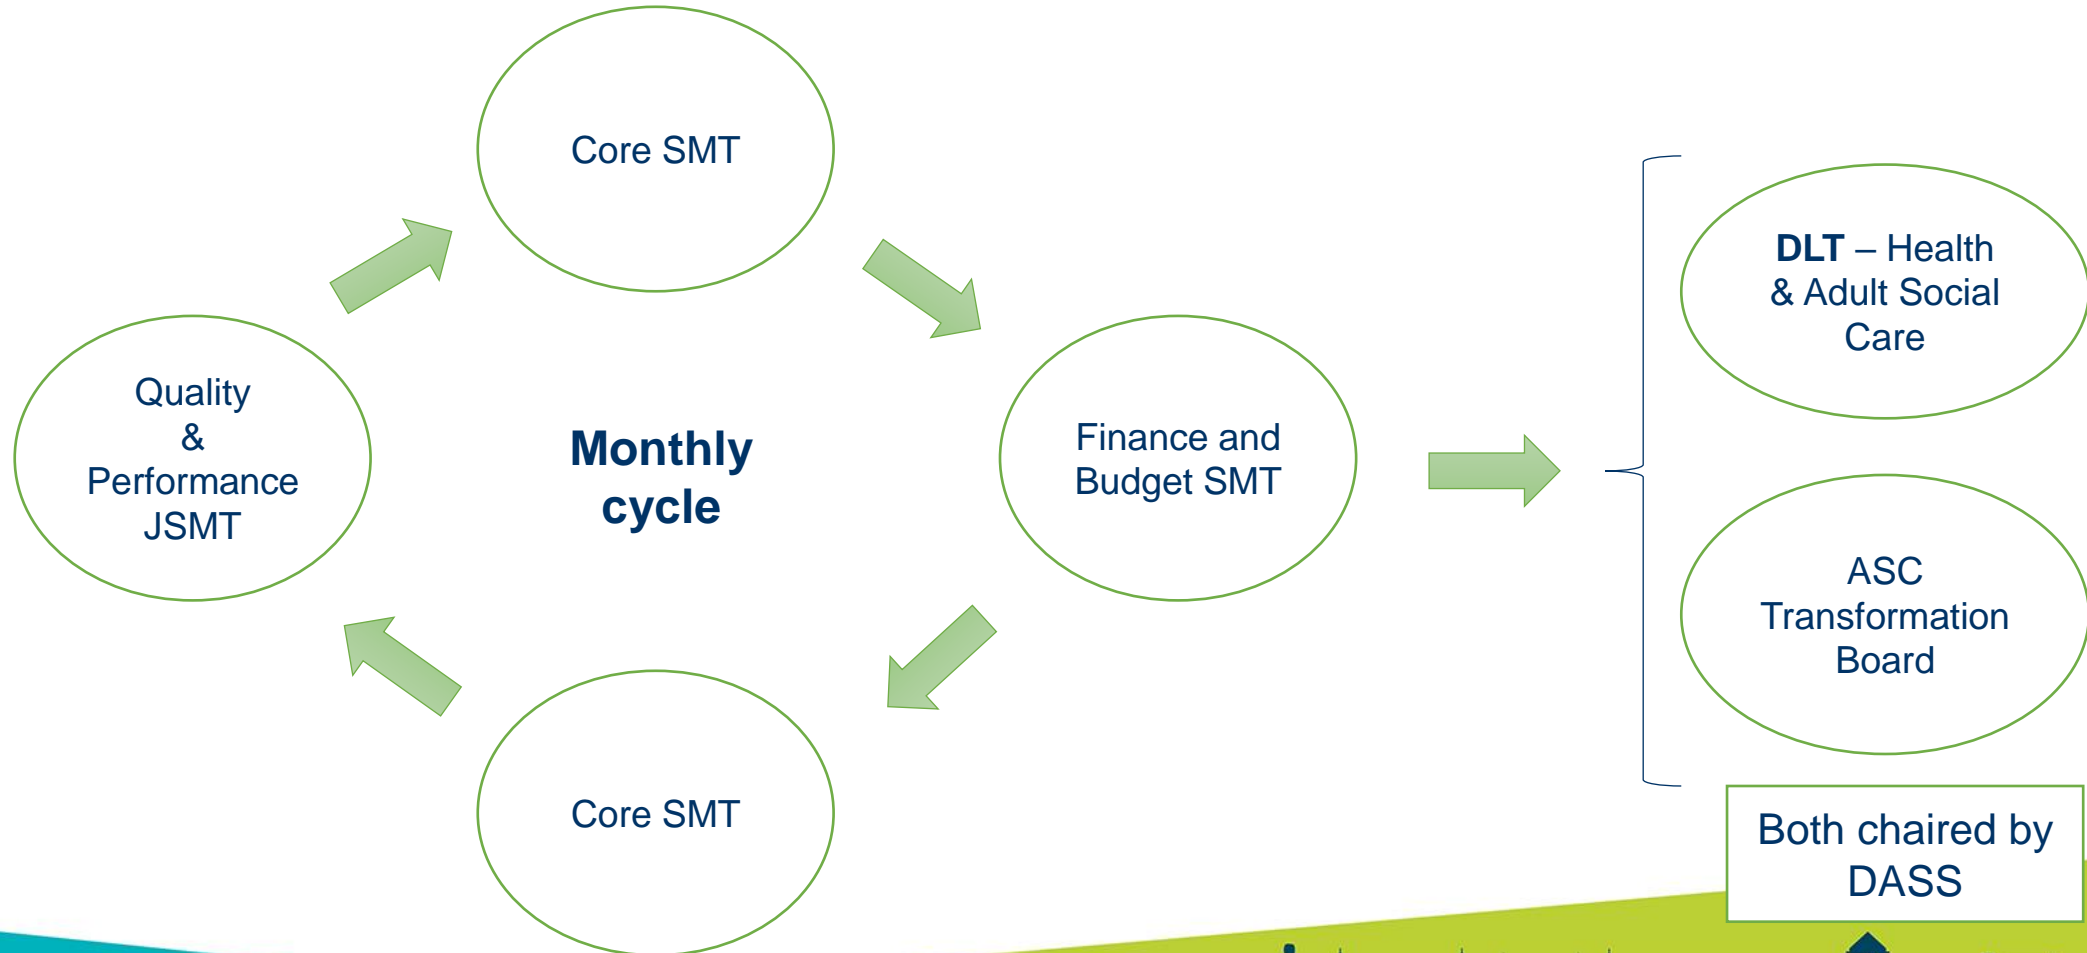 Core SMT
Quality
&
Performance
JSMT
Monthly
cycle
Finance and
Budget SMT
Core SMT
DLT – Health
& Adult Social
Care
ASC
Transformation
Board
Both chaired by
DASS